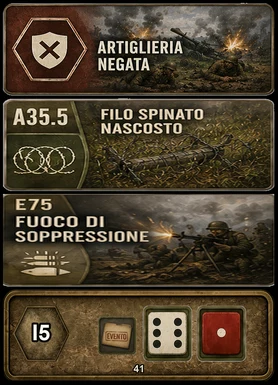 ARTIGLIERIA
NEGATA
A35.5
FILO SPINATO
NASCOSTO
E75
FUOCO DI
SOPPRESSIONE
I5
EVENTO
41